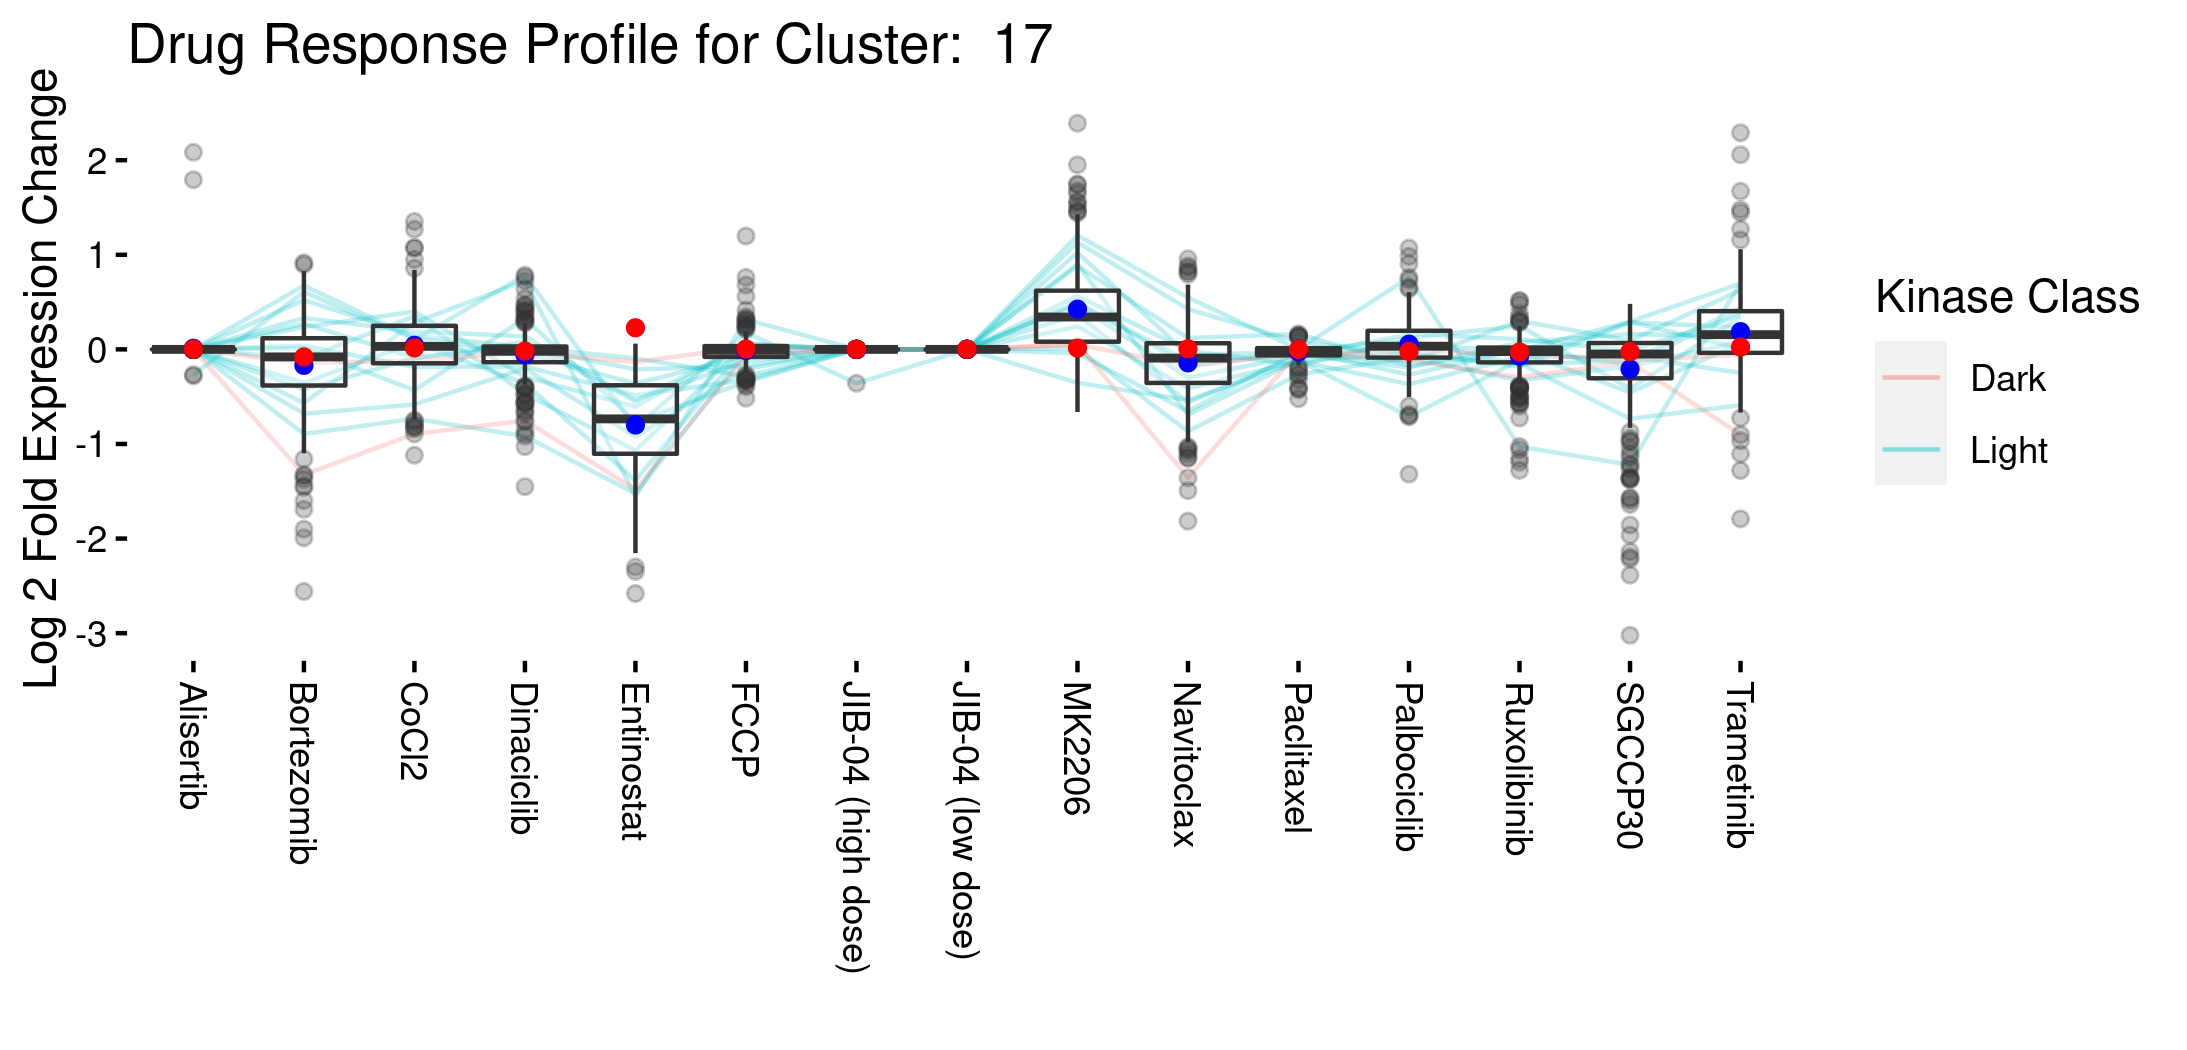 Drug Response Profile for Cluster: 17
Log 2 Fold Expression Change
2
1
0
-1
-2
-3
Alisertib
Bortezomib
CoCl2
Dinaciclib
Entinostat
FCCP
JIB-04 (high dose)
JIB-04 (low dose)
MK2206
Navitoclax
Paclitaxel
Palbociclib
Ruxolibinib
SGCCP30
Trametinib
Kinase Class
Dark
Light